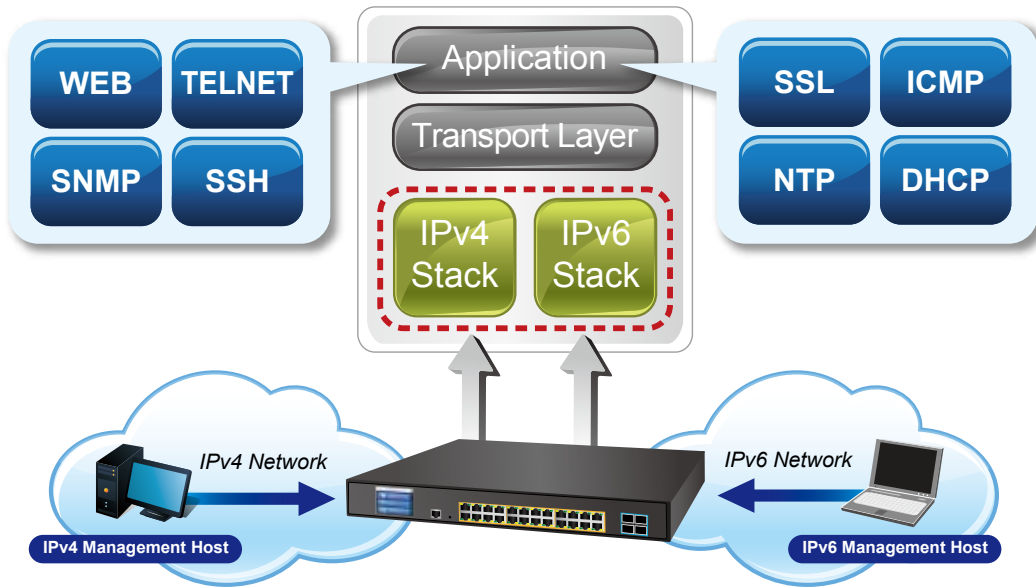 WEB
TELNET
SNMP
SSH
Application
Transport Layer
IPv4
Stack
IPv6
Stack
SSL
ICMP
NTP
DHCP
IPv4 Network
IPv4 Management Host
IPv6 Network
IPv6 Management Host